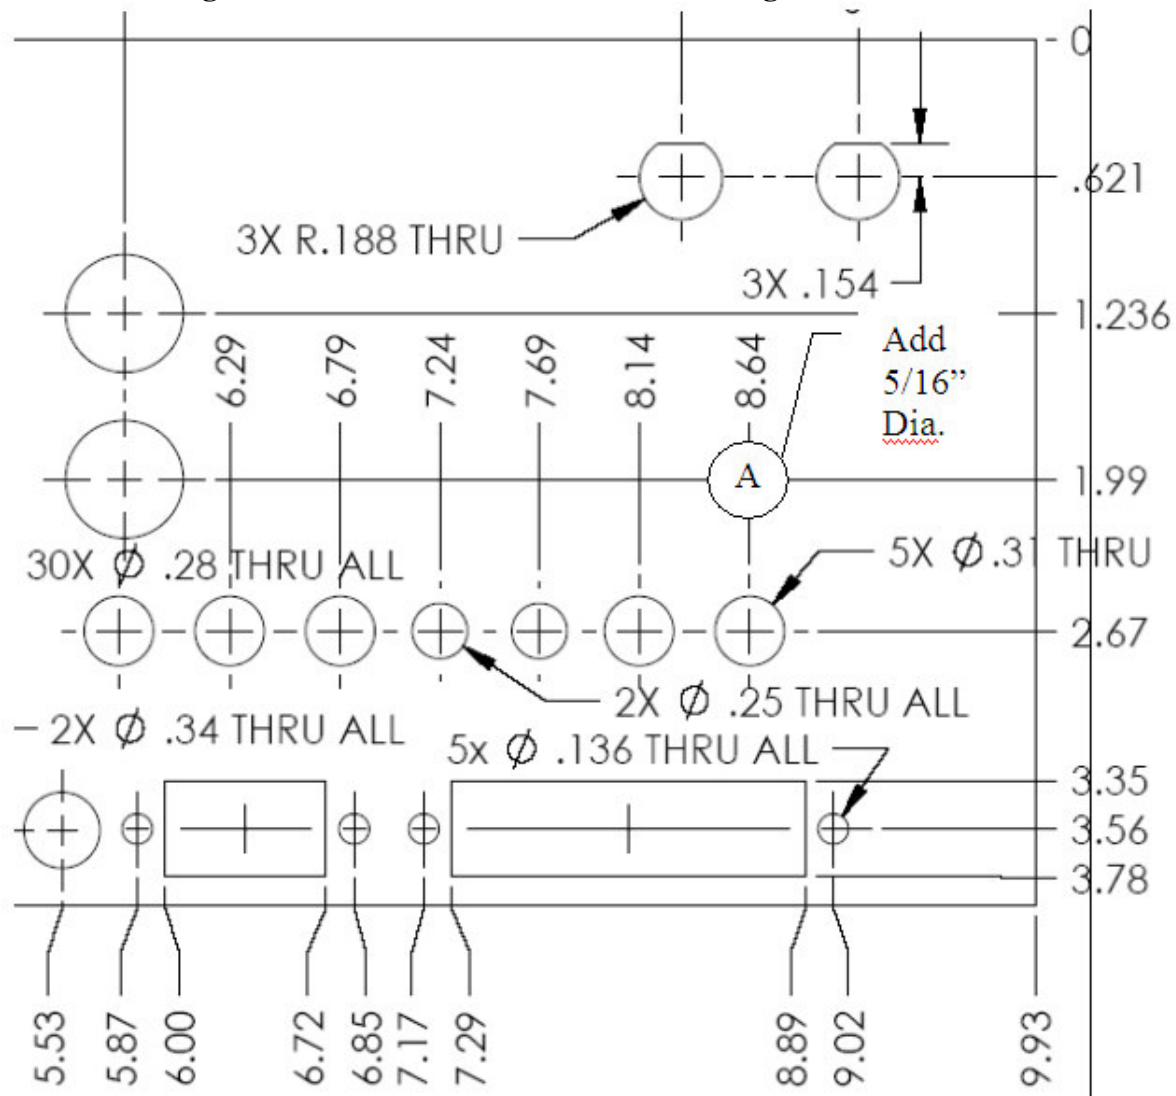 0
.621
3X R.188 THRU
3X .154
1.236
6.29
6.79
7.24
7.69
8.14
8.64
Add
5/16”
Dia.
A
1.99
30X Ø .28 THRU ALL
5X Ø .31 THRU
2.67
2X Ø .25 THRU ALL
2X Ø .34 THRU ALL
5x Ø .136 THRU ALL
3.35
3.56
3.78
5.53
5.87
6.00
6.72
6.85
7.17
7.29
8.89
9.02
9.93